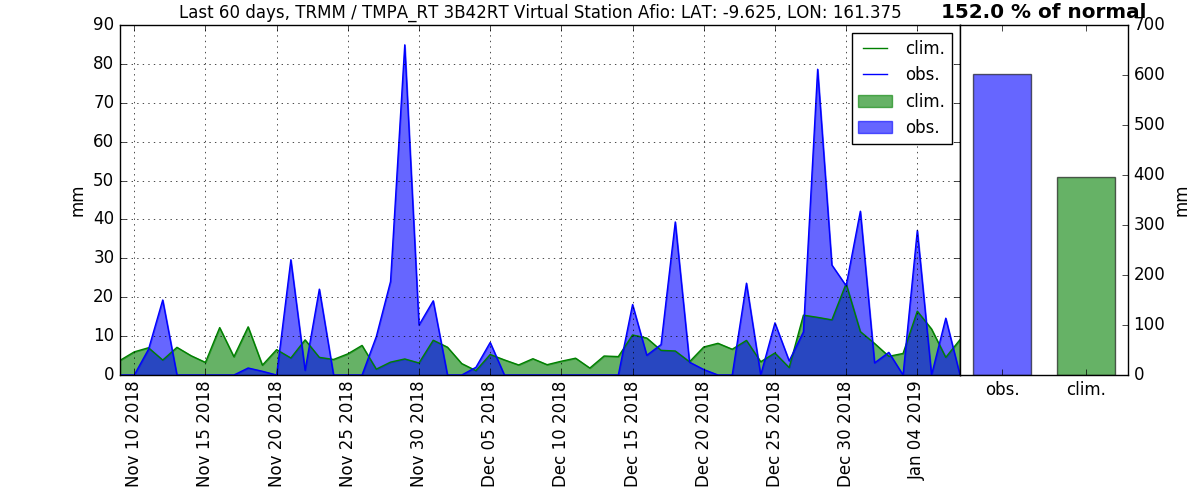 Last 60 days, TRMM / TMPA_RT 3B42RT Virtual Station Afio: LAT: -9.625, LON: 161.375
152.0 % of normal
90
80
70
60
50
40
30
20
10
0
mm
clim.
obs.
clim.
obs.
700
600
500
400
300
200
100
0
mm
Nov 10 2018
Nov 15 2018
Nov 20 2018
Nov 25 2018
Nov 30 2018
Dec 05 2018
Dec 10 2018
Dec 15 2018
Dec 20 2018
Dec 25 2018
Dec 30 2018
Jan 04 2019
obs.
clim.